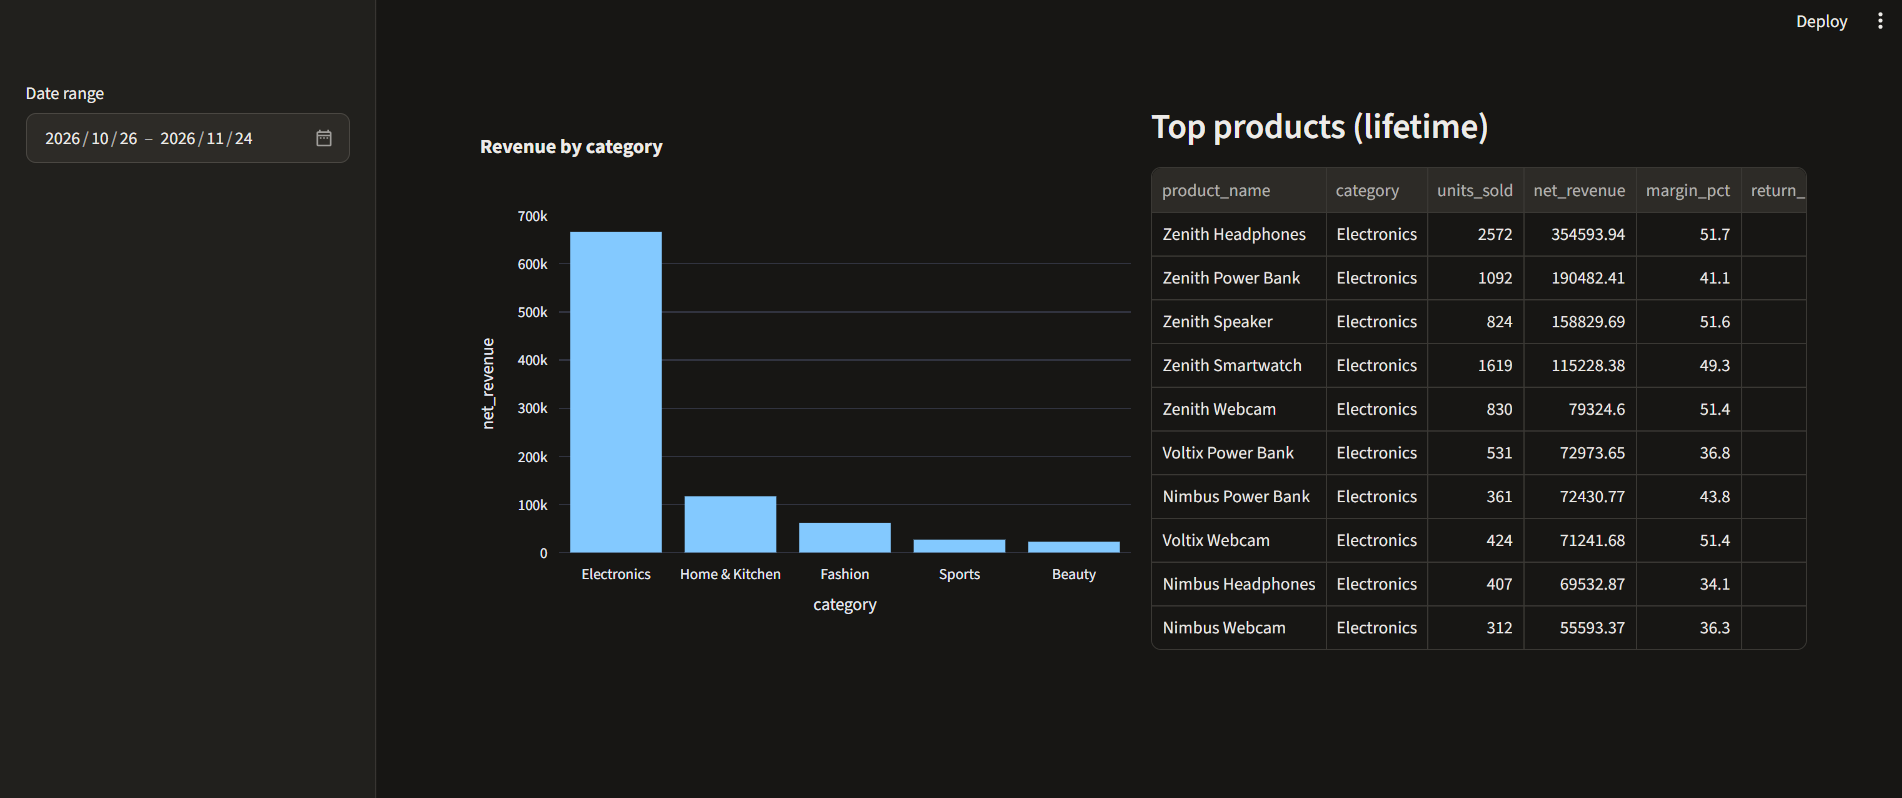 Deploy
Date range
2026/10/26 – 2026/11/24
Revenue by category
700k
600k
500k
400k
300k
200k
100k
0
net_revenue
Electronics Home & Kitchen Fashion Sports Beauty
category
Top products (lifetime)
product_name category units_sold net_revenue margin_pct return_
Zenith Headphones Electronics 2572 354593.94 51.7
Zenith Power Bank Electronics 1092 190482.41 41.1
Zenith Speaker Electronics 824 158829.69 51.6
Zenith Smartwatch Electronics 1619 115228.38 49.3
Zenith Webcam Electronics 830 79324.6 51.4
Voltix Power Bank Electronics 531 72973.65 36.8
Nimbus Power Bank Electronics 361 72430.77 43.8
Voltix Webcam Electronics 424 71241.68 51.4
Nimbus Headphones Electronics 407 69532.87 34.1
Nimbus Webcam Electronics 312 55593.37 36.3